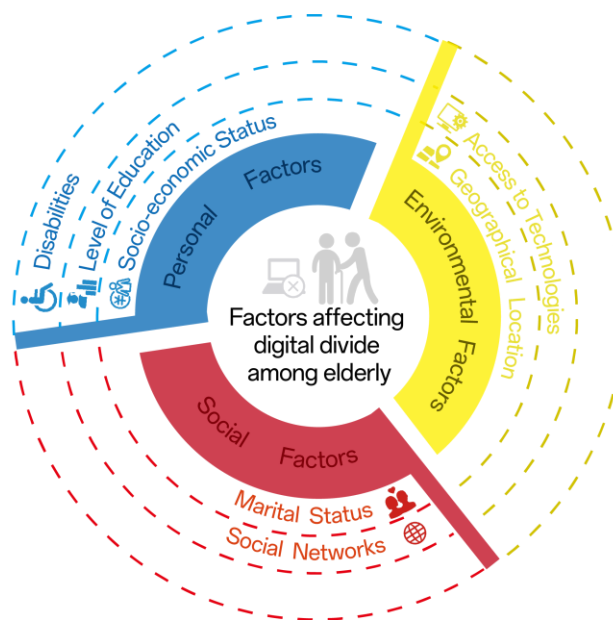 Factors affecting
digital divide
among elderly
Personal Factors
Socio-economic Status
Level of Education
Disabilities
Environmental Factors
Geographical Location
Access to Technologies
Social Factors
Marital Status
Social Networks